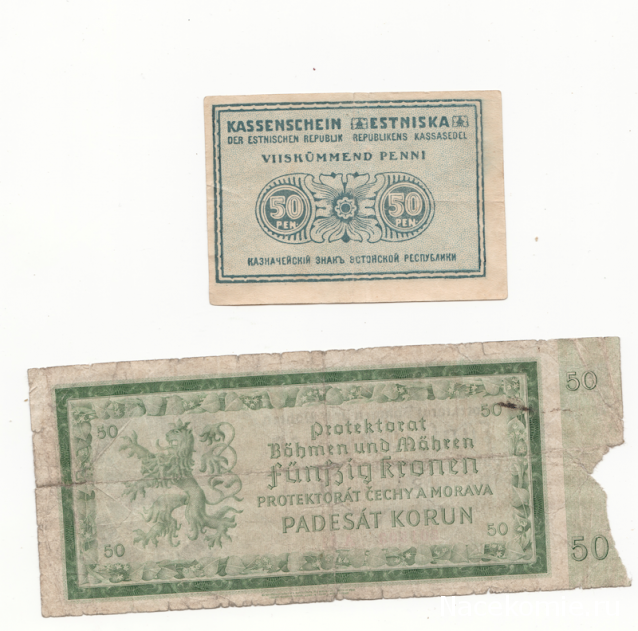 KASSENSCHEIN ESTNISKA
DER ESTNISCHEN REPUBLIK REPUBLIKENS KASSASEDEL
VIISKÜMMEND PENNI
50 50
PEN. PEN.
КАЗНАЧЕЙСКІЙ ЗНАКЪ ЭСТОНСКОЙ РЕСПУБЛИКИ
50
50 50
Protektorat
Böhmen und Mähren
Fünfzig Kronen
PROTEKTORÁT ČECHY A MORAVA
PADESÁT KORUN
50 50 50